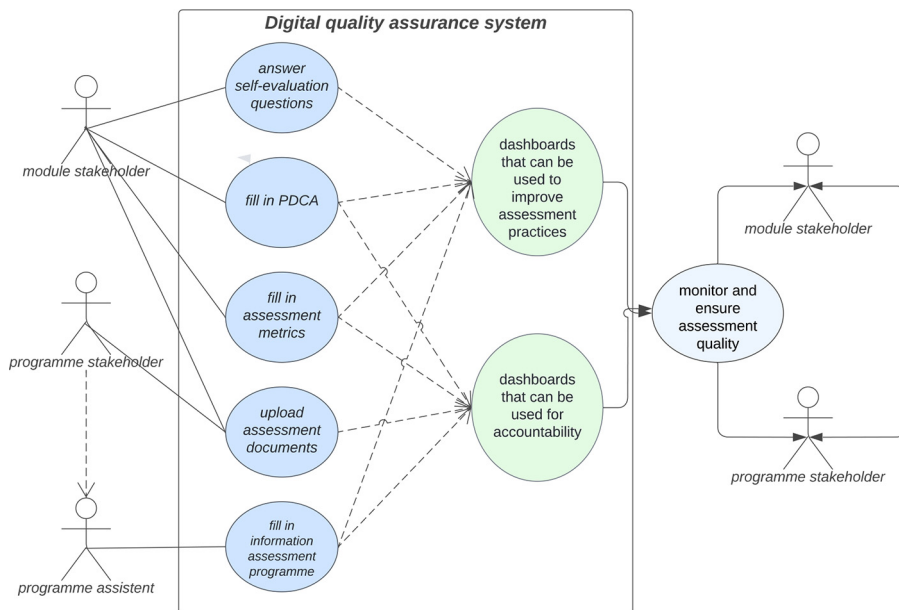 Digital quality assurance system
answer
self-evaluation
questions
module stakeholder
fill in PDCA
dashboards
that can be
used to
improve
assessment
practices
module stakeholder
fill in
assessment
metrics
programme stakeholder
monitor and
ensure
assessment
quality
upload
assessment
documents
dashboards
that can be
used for
accountability
programme stakeholder
fill in
information
assessment
programme
programme assistent